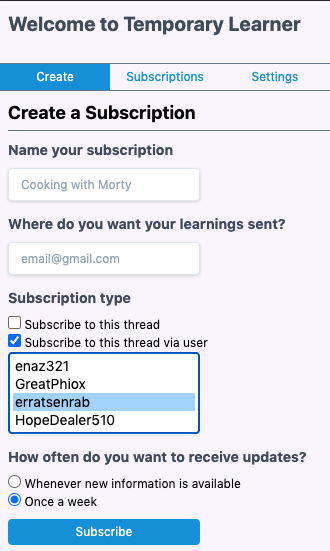 Welcome to Temporary Learner
Create Subscriptions Settings
Create a Subscription
Name your subscription
Cooking with Morty
Where do you want your learnings sent?
email@gmail.com
Subscription type
Subscribe to this thread
Subscribe to this thread via user
enaz321
GreatPhiox
erratsenrab
HopeDealer510
How often do you want to receive updates?
Whenever new information is available
Once a week
Subscribe